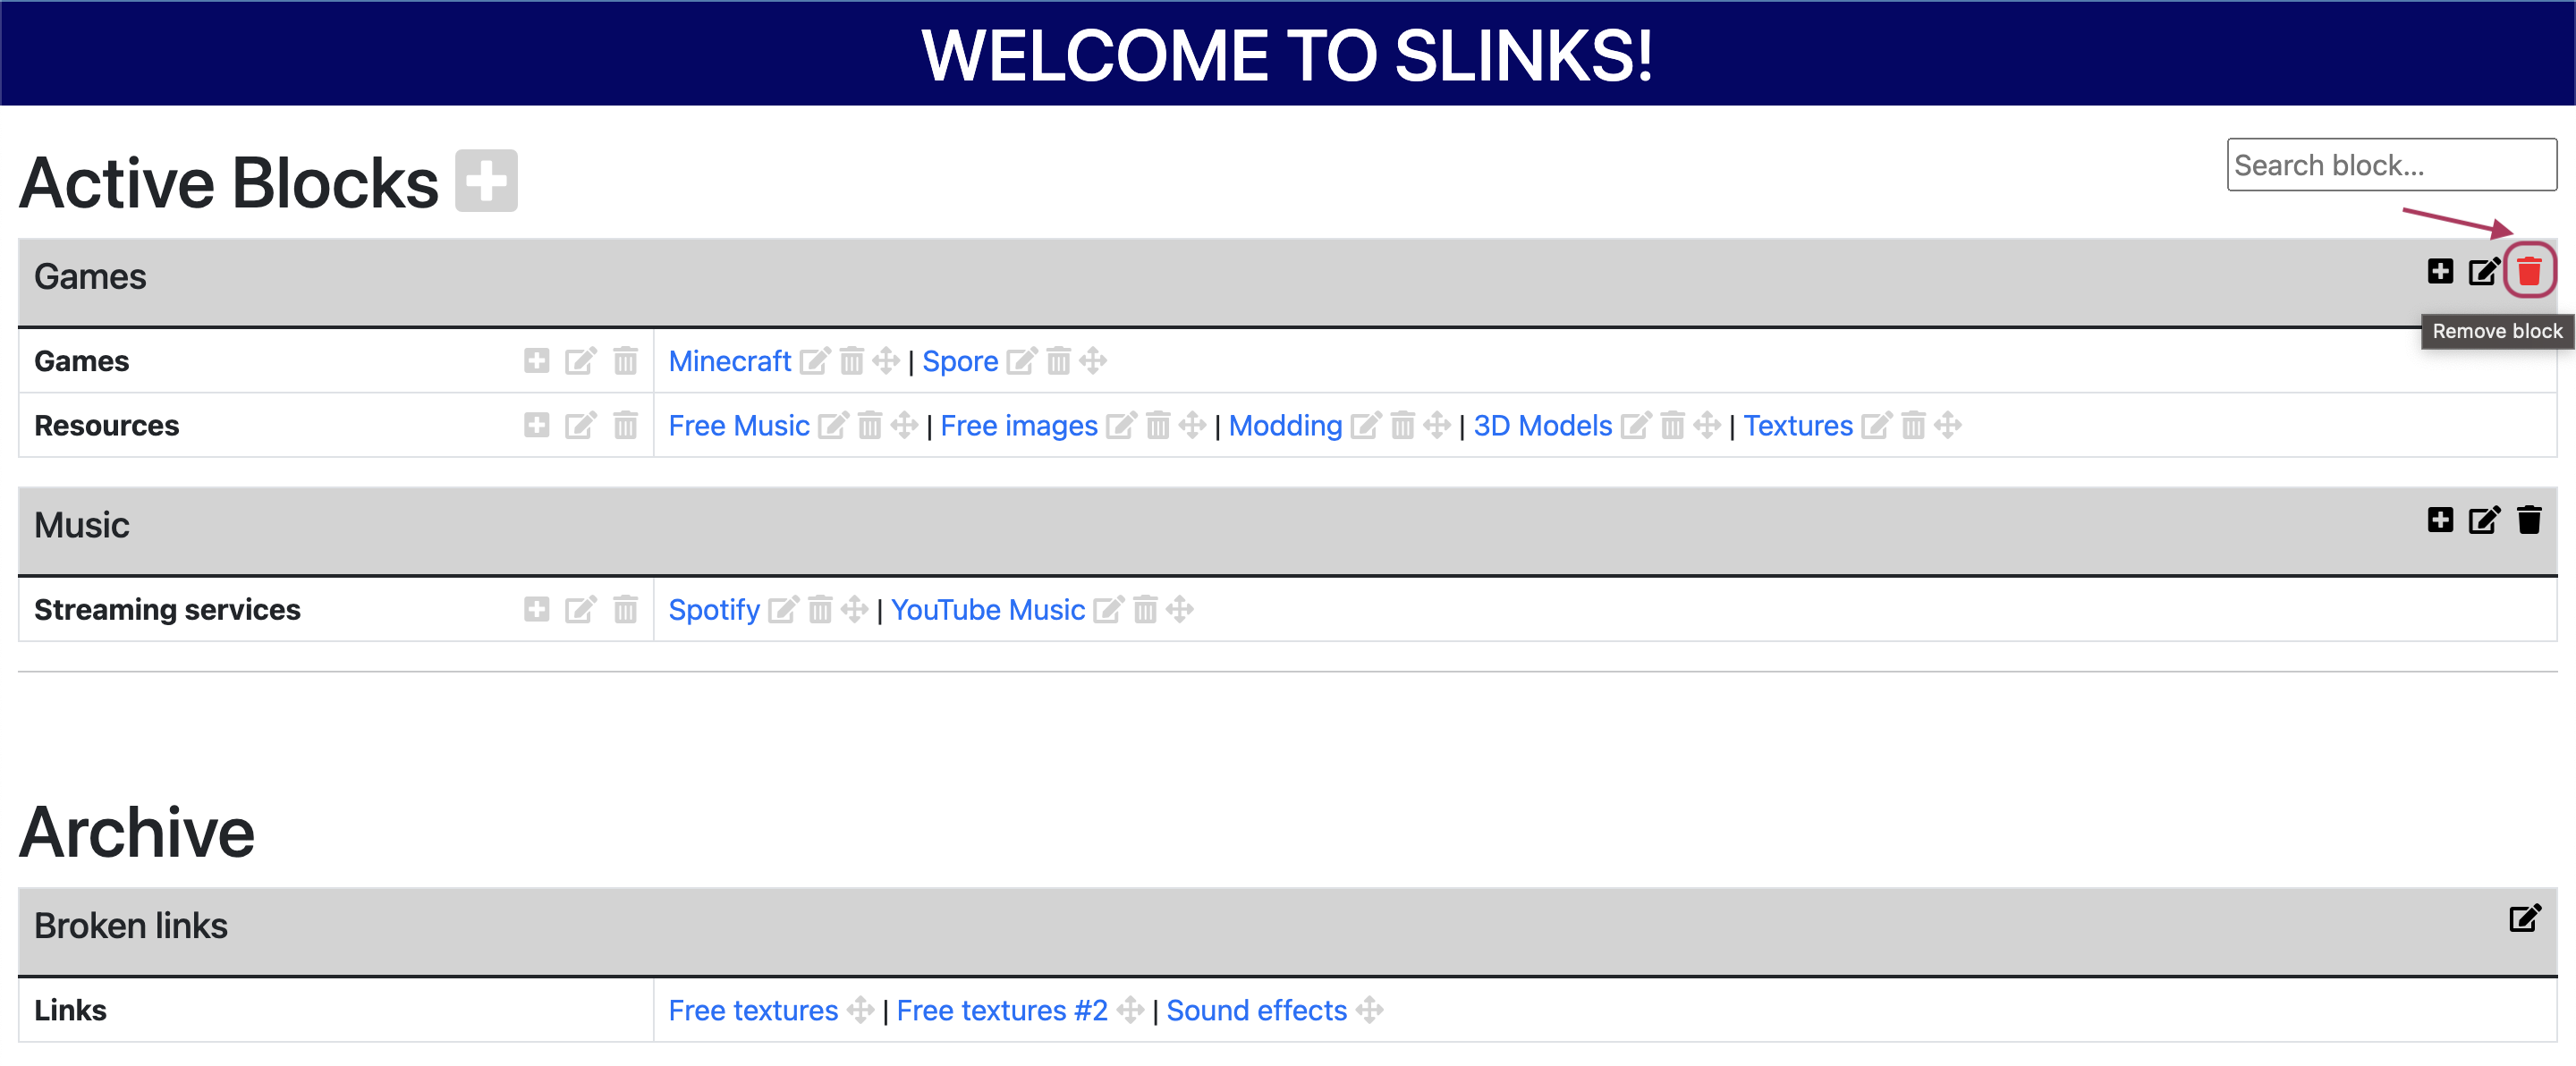 WELCOME TO SLINKS!
Active Blocks
Search block...
Games
Remove block
Games Minecraft | Spore
Resources Free Music | Free images | Modding | 3D Models | Textures
Music
Streaming services Spotify | YouTube Music
Archive
Broken links
Links Free textures | Free textures #2 | Sound effects